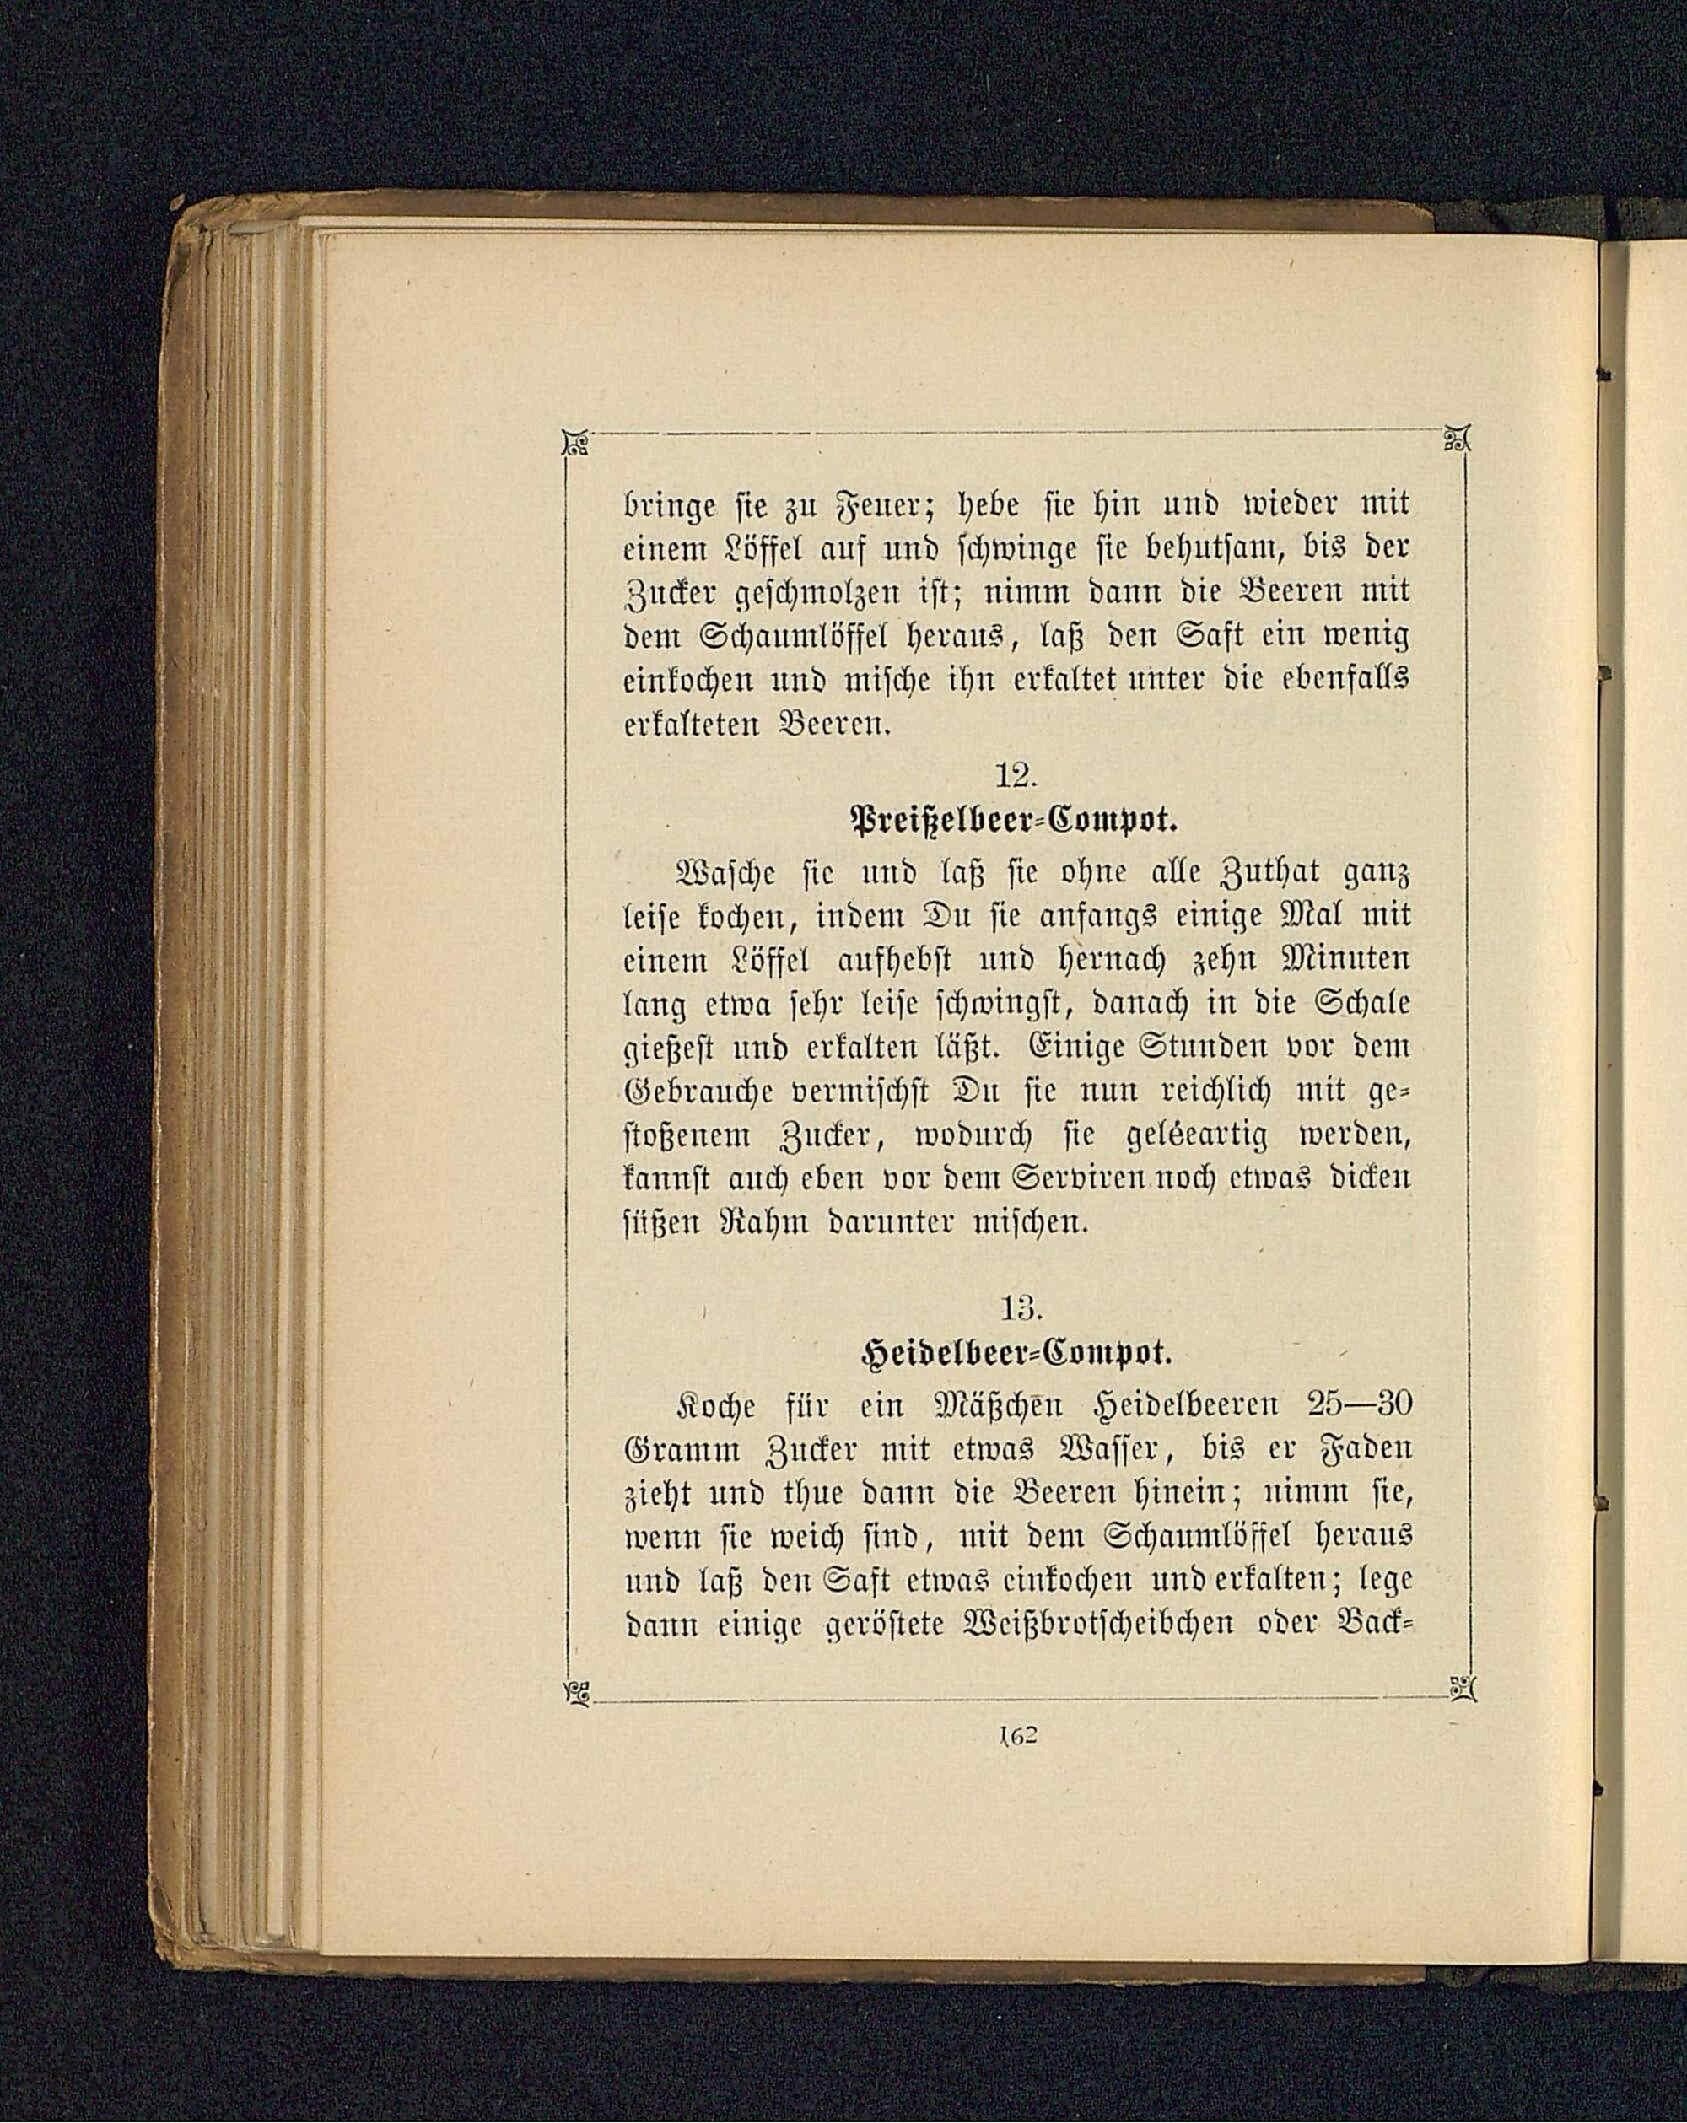 bringe sie zu Feuer; hebe sie hin und wieder mit
einem Löffel auf und schwinge sie behutsam, bis der
Zucker geschmolzen ist; nimm dann die Beeren mit
dem Schaumlöffel heraus, laß den Saft ein wenig
einkochen und mische ihn erkaltet unter die ebenfalls
erkalteten Beeren.
12.
Preißelbeer-Compot.
Wasche sie und laß sie ohne alle Zuthat ganz
leise kochen, indem Du sie anfangs einige Mal mit
einem Löffel aufhebst und hernach zehn Minuten
lang etwa sehr leise schwingst, danach in die Schale
gießest und erkalten läßt. Einige Stunden vor dem
Gebrauche vermischst Du sie nun reichlich mit ge-
stoßenem Zucker, wodurch sie geléeartig werden,
kannst auch eben vor dem Serviren noch etwas dicken
süßen Rahm darunter mischen.
13.
Heidelbeer-Compot.
Koche für ein Mäßchen Heidelbeeren 25—30
Gramm Zucker mit etwas Wasser, bis er Faden
zieht und thue dann die Beeren hinein; nimm sie,
wenn sie weich sind, mit dem Schaumlöffel heraus
und laß den Saft etwas einkochen und erkalten; lege
dann einige geröstete Weißbrotscheibchen oder Back-
162